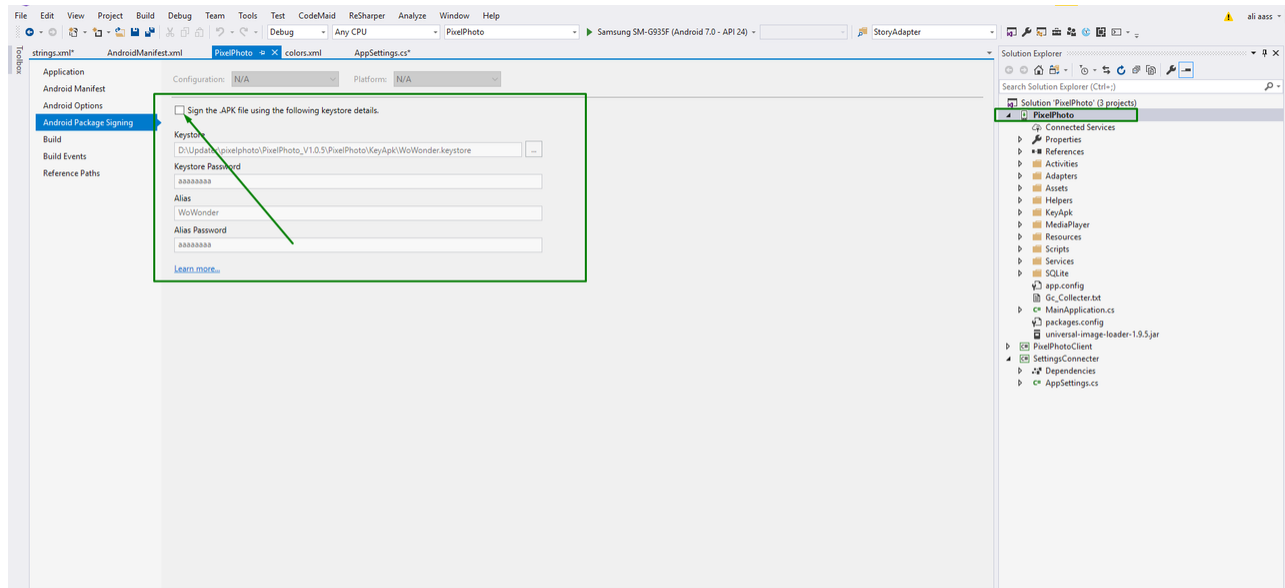 File Edit View Project Build Debug Team Tools Test CodeMaid ReSharper Analyze Window Help ali aass
Debug Any CPU PixelPhoto Samsung SM-G935F (Android 7.0 - API 24) StoryAdapter
Toolbox
strings.xml* AndroidManifest.xml PixelPhoto colors.xml AppSettings.cs*
Application
Android Manifest
Android Options
Android Package Signing
Build
Build Events
Reference Paths
Configuration: N/A Platform: N/A
Sign the .APK file using the following keystore details.
Keystore
D:\Update\pixelphoto\PixelPhoto_V1.0.5\PixelPhoto\KeyApk\WoWonder.keystore ...
Keystore Password
aaaaaaaa
Alias
WoWonder
Alias Password
aaaaaaaa
Learn more...
Solution Explorer
Search Solution Explorer (Ctrl+;)
Solution 'PixelPhoto' (3 projects)
PixelPhoto
Connected Services
Properties
References
Activities
Adapters
Assets
Helpers
KeyApk
MediaPlayer
Resources
Scripts
Services
SQLite
app.config
Gc_Collecter.txt
C# MainApplication.cs
packages.config
universal-image-loader-1.9.5.jar
C# PixelPhotoClient
C# SettingsConnecter
Dependencies
C# AppSettings.cs